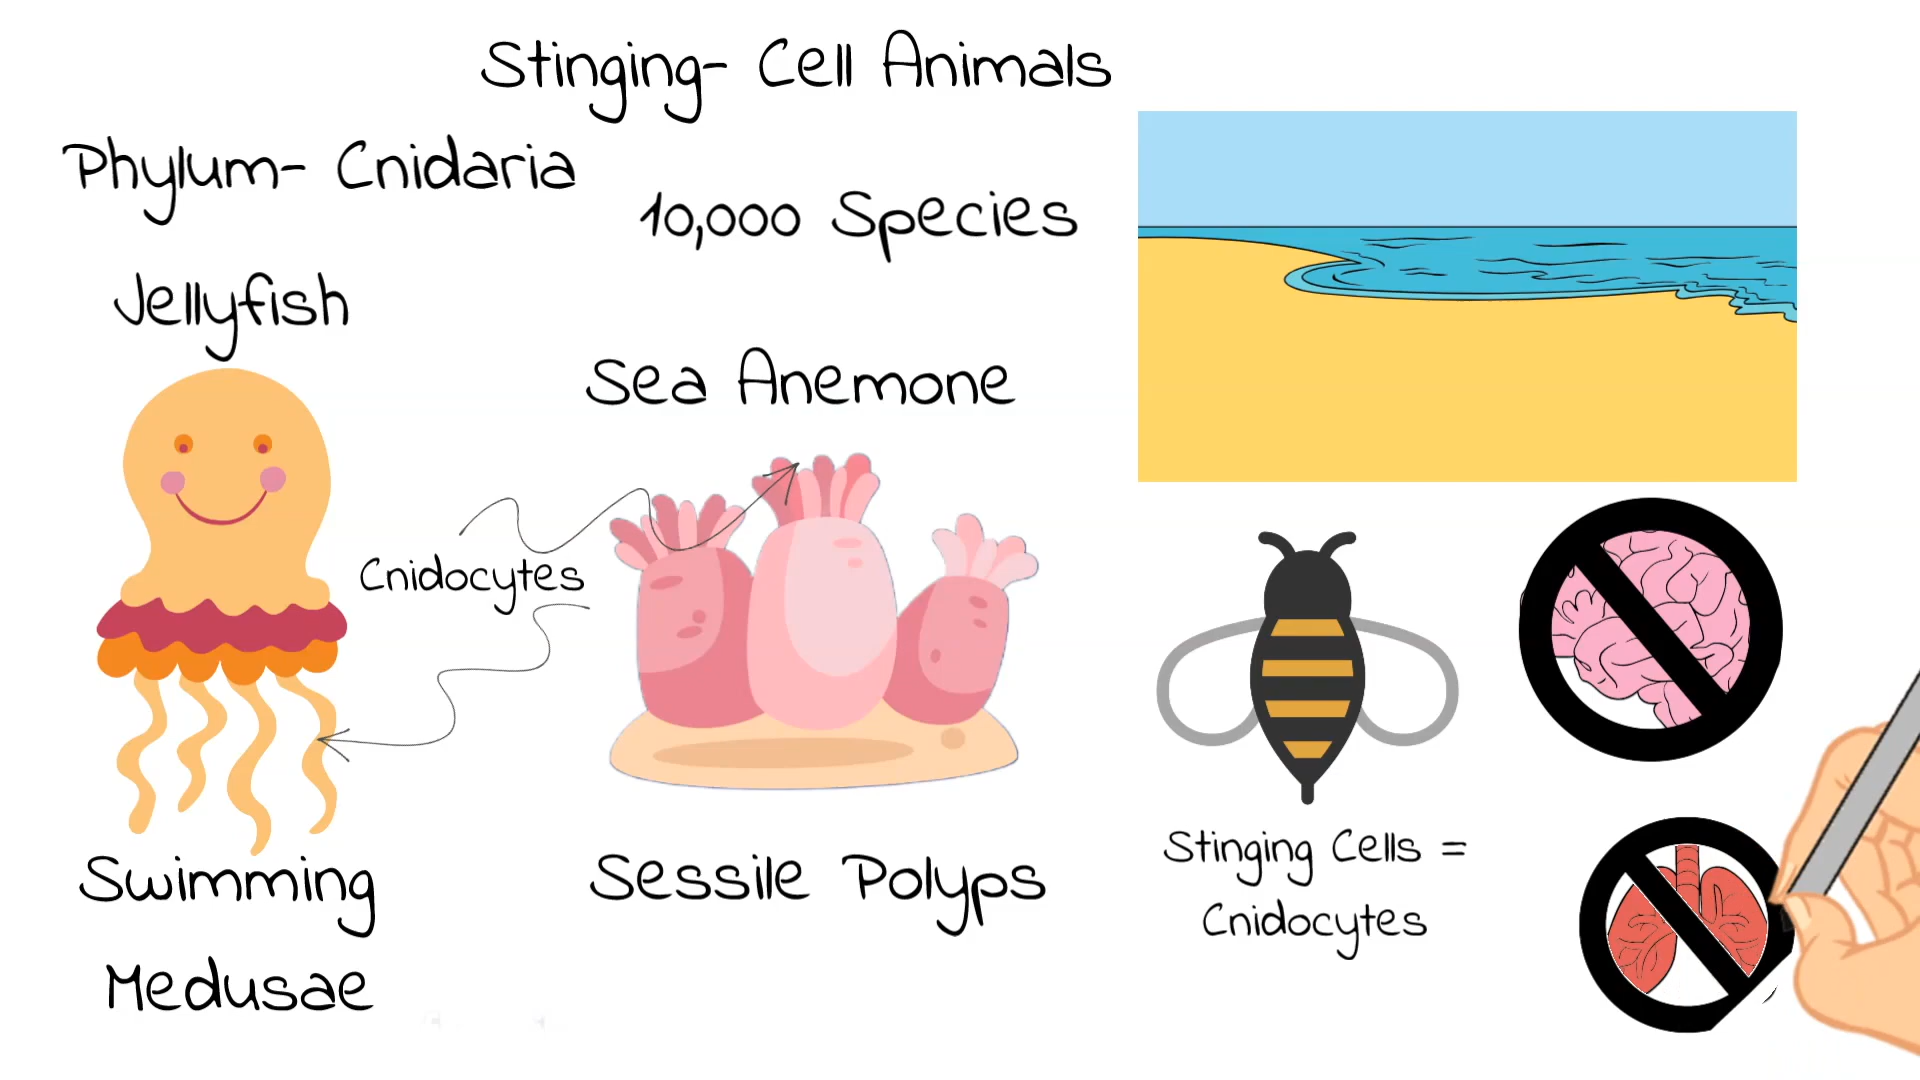 Stinging- Cell Animals
Phylum- Cnidaria
10,000 Species
Jellyfish
Sea Anemone
Cnidocytes
Swimming
Medusae
Sessile Polyps
Stinging Cells =
Cnidocytes